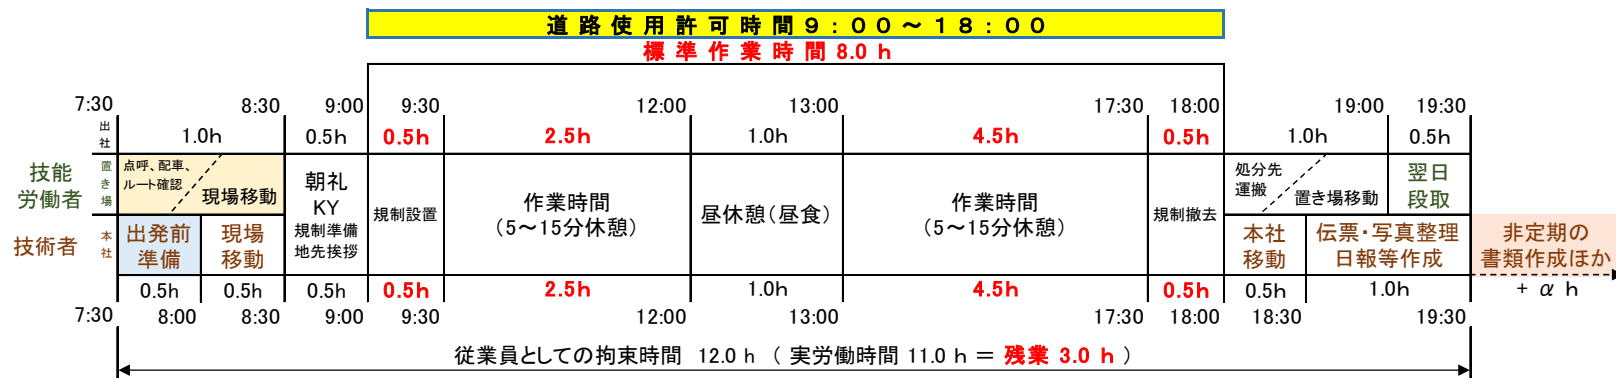 道路使用許可時間９：００～１８：００
標準作業時間 8.0 h
7:30 8:30 9:00 9:30 12:00 13:00 17:30 18:00 19:00 19:30
出社
1.0h 0.5h 0.5h 2.5h 1.0h 4.5h 0.5h 1.0h 0.5h
技能
労働者
置き場
点呼、配車、
ルート確認
現場移動
朝礼
KY
規制準備
地先挨拶
規制設置
作業時間
（5～15分休憩）
昼休憩（昼食）
作業時間
（5～15分休憩）
規制撤去
処分先
運搬
置き場移動
翌日
段取
技術者
本社
出発前
準備
現場
移動
本社
移動
伝票・写真整理
日報等作成
非定期の
書類作成ほか
0.5h 0.5h 0.5h 0.5h 2.5h 1.0h 4.5h 0.5h 0.5h 1.0h + α h
7:30 8:00 8:30 9:00 9:30 12:00 13:00 17:30 18:00 18:30 19:30
従業員としての拘束時間 12.0 h （ 実労働時間 11.0 h ＝ 残業 3.0 h ）